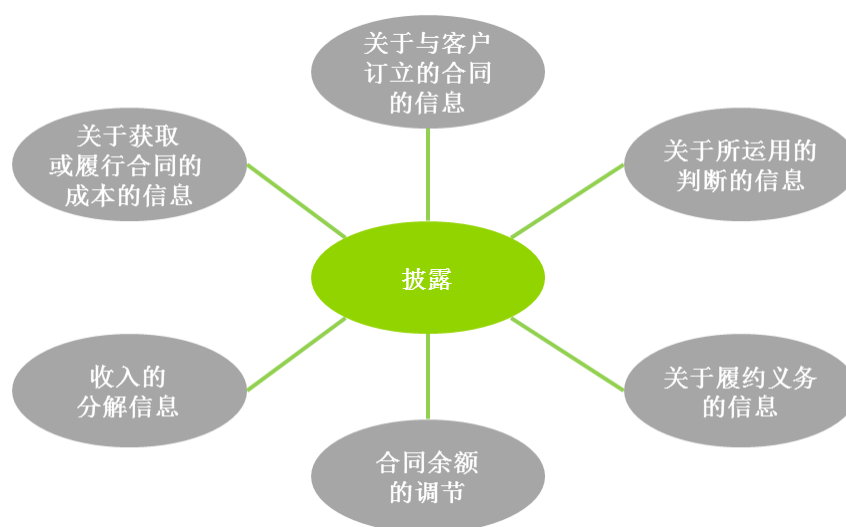 关于与客户
订立的合同
的信息
关于获取
或履行合同的
成本的信息
关于所运用的
判断的信息
披露
收入的
分解信息
关于履约义务
的信息
合同余额
的调节